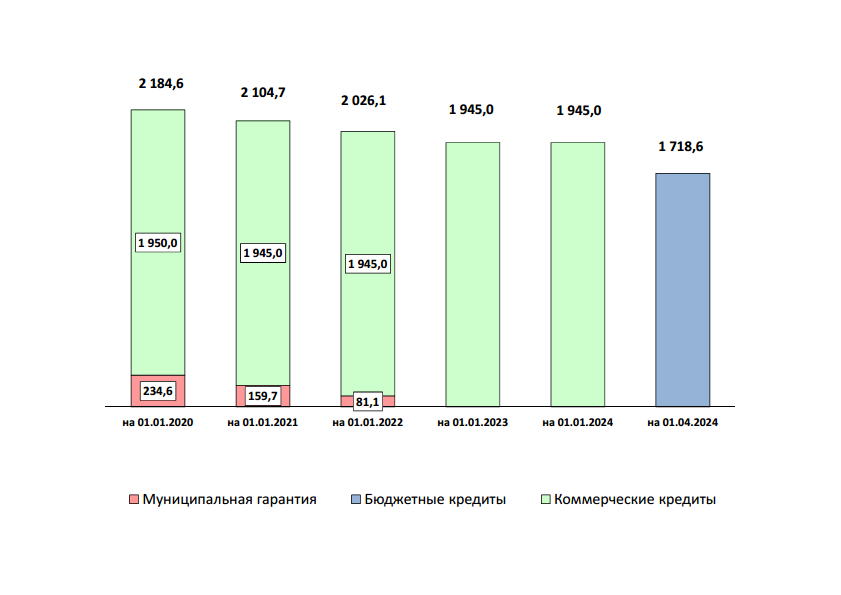 2 184,6
2 104,7
2 026,1
1 945,0
1 945,0
1 718,6
1 950,0
1 945,0
1 945,0
234,6
159,7
81,1
на 01.01.2020
на 01.01.2021
на 01.01.2022
на 01.01.2023
на 01.01.2024
на 01.04.2024
Муниципальная гарантия
Бюджетные кредиты
Коммерческие кредиты